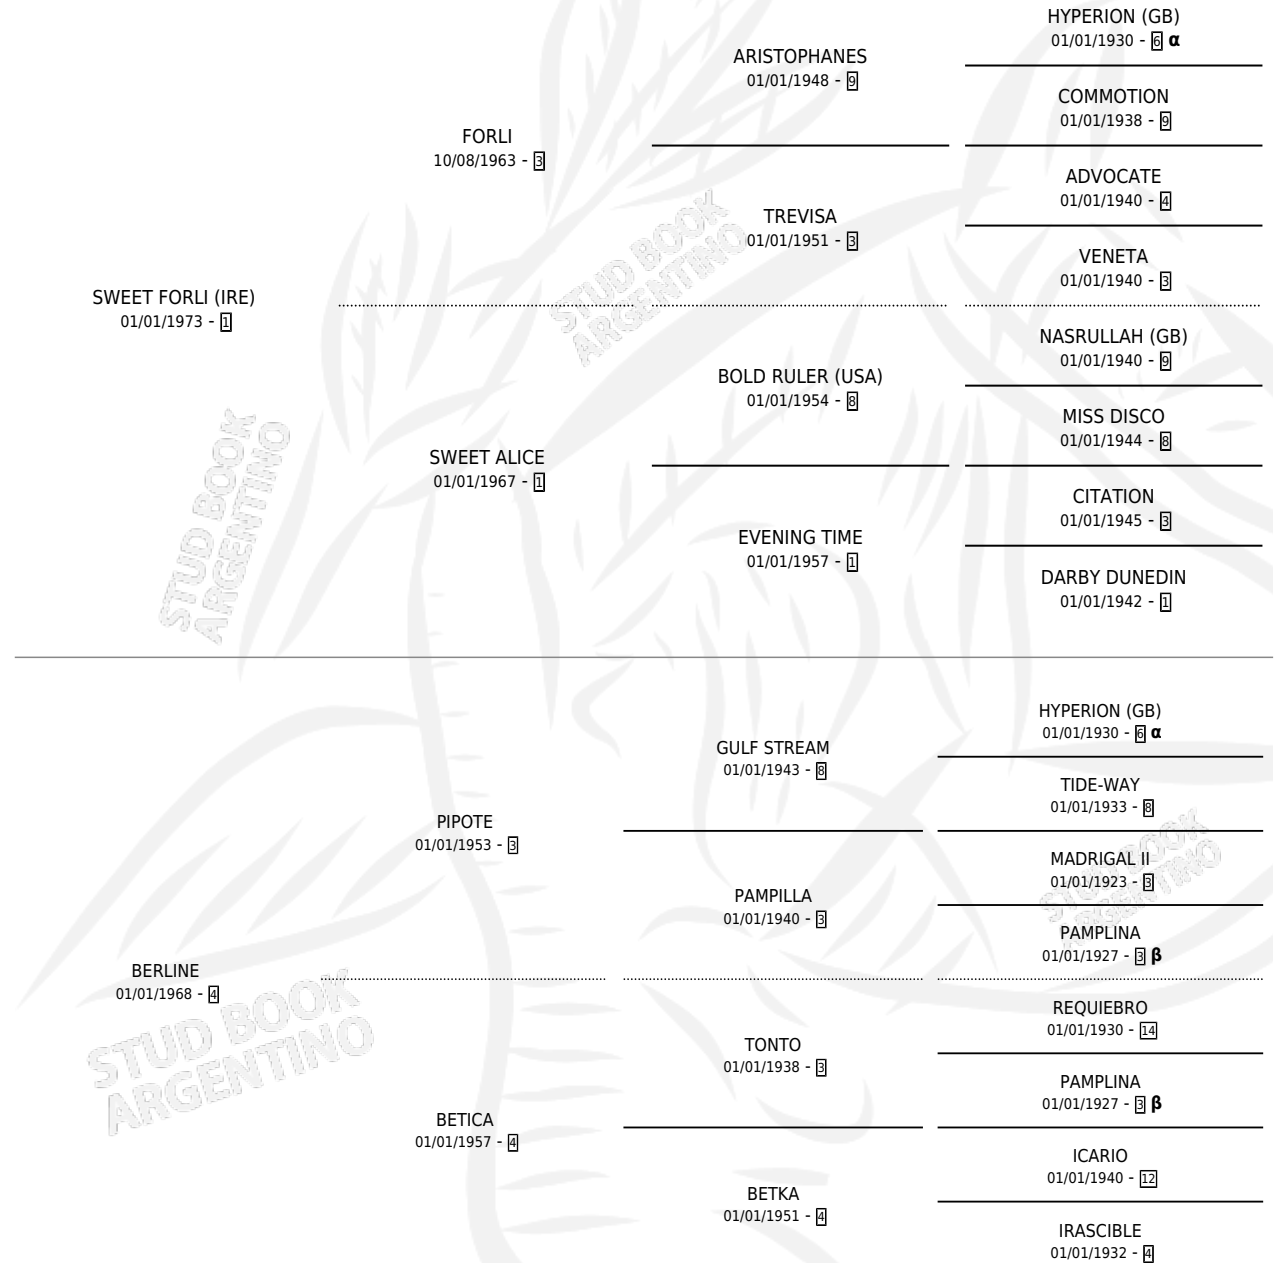 HYPERION (GB)
01/01/1930 - 6 α
ARISTOPHANES
01/01/1948 - 9
COMMOTION
01/01/1938 - 9
FORLI
10/08/1963 - 3
ADVOCATE
01/01/1940 - 4
TREVISA
01/01/1951 - 3
VENETA
01/01/1940 - 3
SWEET FORLI (IRE)
01/01/1973 - 1
NASRULLAH (GB)
01/01/1940 - 9
BOLD RULER (USA)
01/01/1954 - 8
MISS DISCO
01/01/1944 - 8
SWEET ALICE
01/01/1967 - 1
CITATION
01/01/1945 - 3
EVENING TIME
01/01/1957 - 1
DARBY DUNEDIN
01/01/1942 - 1
HYPERION (GB)
01/01/1930 - 6 α
GULF STREAM
01/01/1943 - 8
TIDE-WAY
01/01/1933 - 8
PIPOTE
01/01/1953 - 3
MADRIGAL II
01/01/1923 - 3
PAMPILLA
01/01/1940 - 3
PAMPLINA
01/01/1927 - 3 β
BERLINE
01/01/1968 - 4
REQUIEBRO
01/01/1930 - 14
TONTO
01/01/1938 - 3
PAMPLINA
01/01/1927 - 3 β
BETICA
01/01/1957 - 4
ICARIO
01/01/1940 - 12
BETKA
01/01/1951 - 4
IRASCIBLE
01/01/1932 - 4
STUD BOOK
ARGENTINO
STUD BOOK
ARGENTINO
STUD BOOK
ARGENTINO
STUD BOOK
ARGENTINO